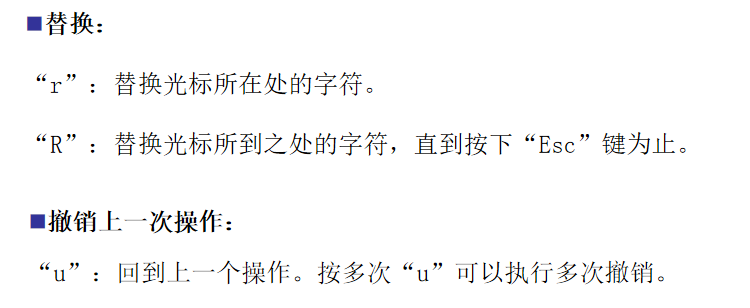 ■替换：
“r”：替换光标所在处的字符。
“R”：替换光标所到之处的字符，直到按下“Esc”键为止。
■撤销上一次操作：
“u”：回到上一个操作。按多次“u”可以执行多次撤销。